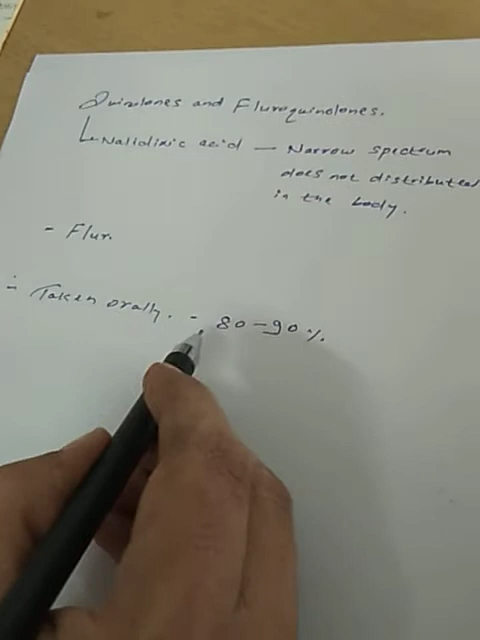 Quinolones and Fluroquinolones.
Nalidixic acid — Narrow spectrum
does not distributed
in the body.
- Flur.
- Taken orally. - 80-90%.